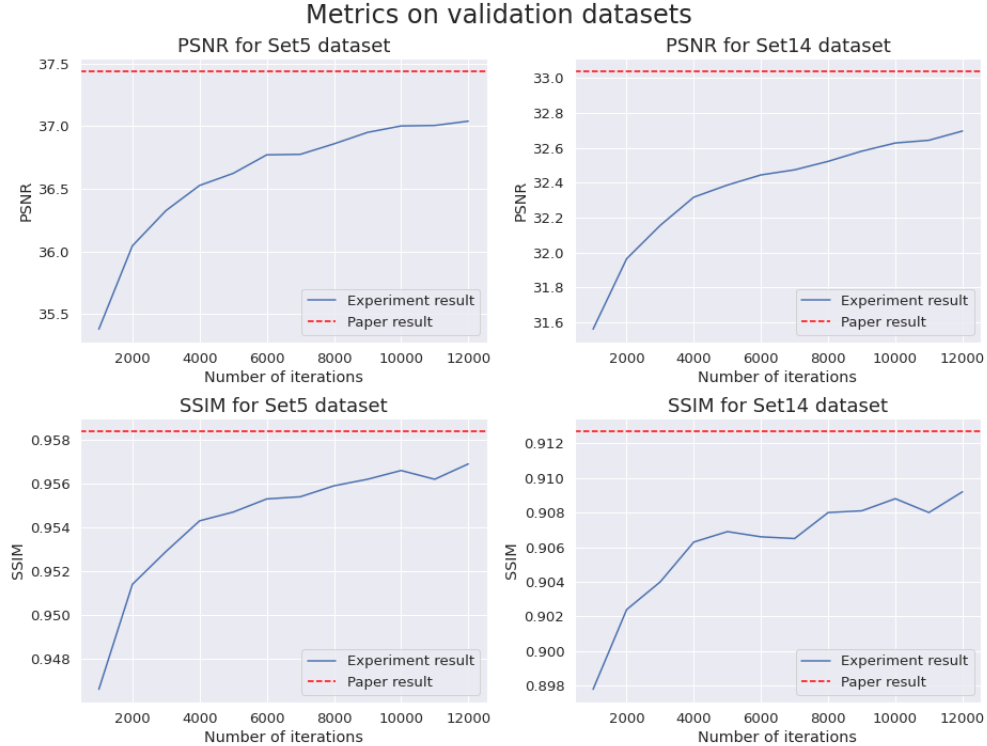 Metrics on validation datasets
PSNR for Set5 dataset
37.5
37.0
36.5
36.0
35.5
PSNR
Experiment result
Paper result
2000 4000 6000 8000 10000 12000
Number of iterations
PSNR for Set14 dataset
33.0
32.8
32.6
32.4
32.2
32.0
31.8
31.6
PSNR
Experiment result
Paper result
2000 4000 6000 8000 10000 12000
Number of iterations
SSIM for Set5 dataset
0.958
0.956
0.954
0.952
0.950
0.948
SSIM
Experiment result
Paper result
2000 4000 6000 8000 10000 12000
Number of iterations
SSIM for Set14 dataset
0.912
0.910
0.908
0.906
0.904
0.902
0.900
0.898
SSIM
Experiment result
Paper result
2000 4000 6000 8000 10000 12000
Number of iterations